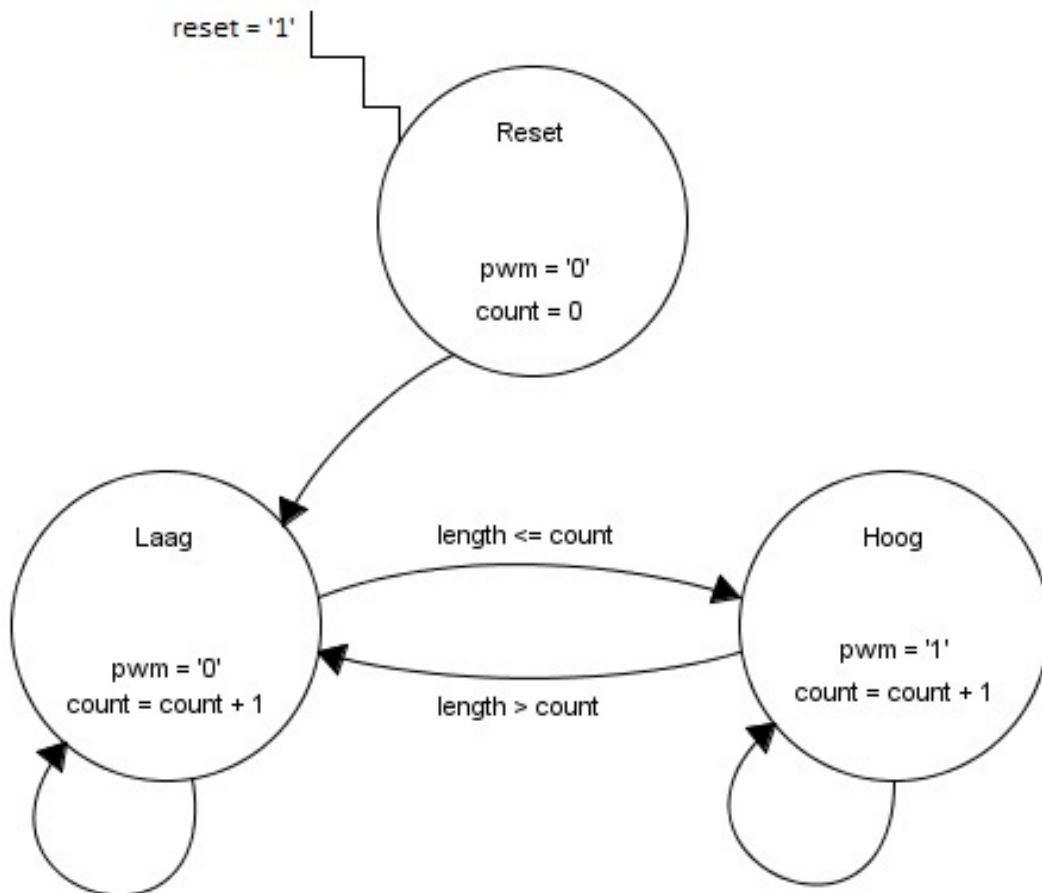 reset = '1'
Reset
pwm = '0'
count = 0
Laag
length <= count
Hoog
pwm = '0'
count = count + 1
pwm = '1'
count = count + 1
length > count